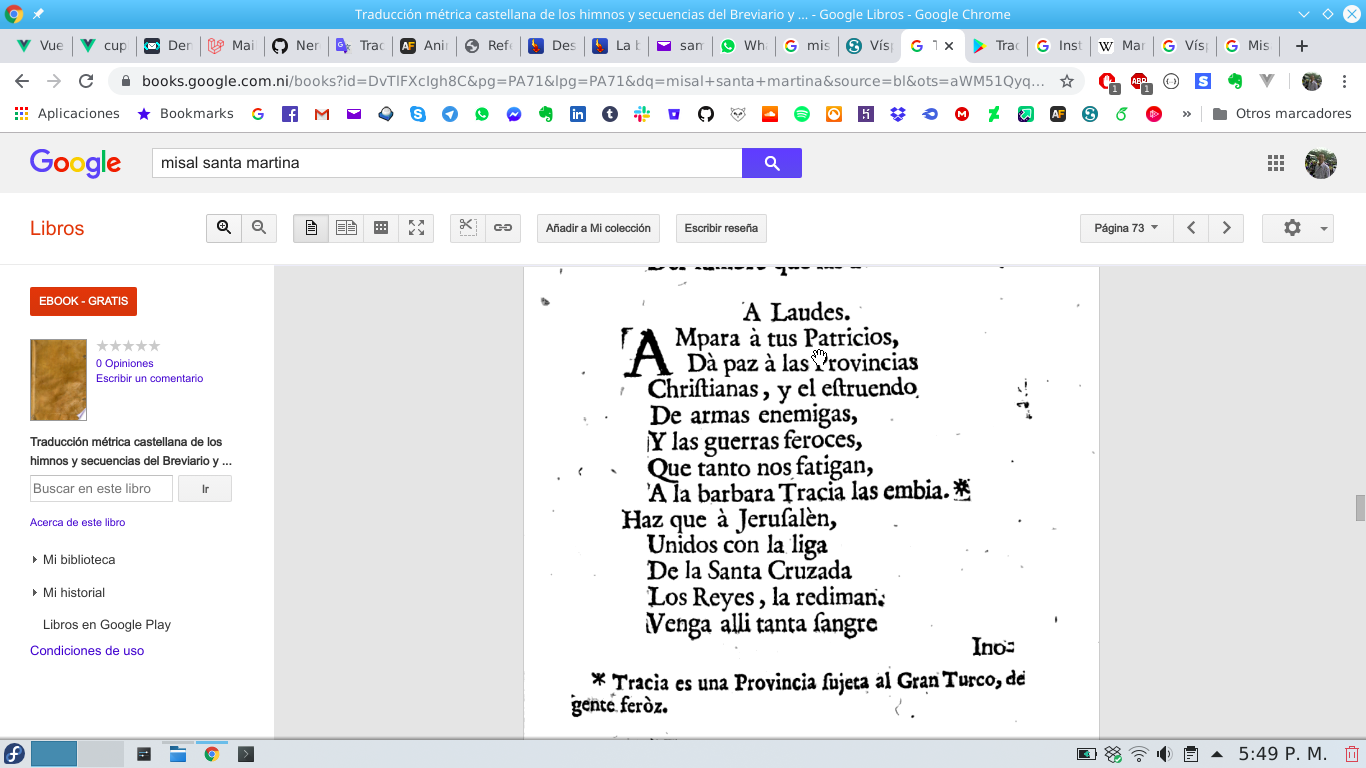 Traducción métrica castellana de los himnos y secuencias del Breviario y ... - Google Libros - Google Chrome
Vue
cup
Den
Mai
Ner
Trac
Ani
Refe
Des
La b
san
Wha
mis
Vísp
T
Trac
Inst
Mar
Vísp
Mis
books.google.com.ni/books?id=DvTIFXcIgh8C&pg=PA71&lpg=PA71&dq=misal+santa+martina&source=bl&ots=aWM51Qyq...
Aplicaciones
Bookmarks
Otros marcadores
Google
misal santa martina
Libros
Añadir a Mi colección
Escribir reseña
Página 73
EBOOK - GRATIS
0 Opiniones
Escribir un comentario
Traducción métrica castellana de los
himnos y secuencias del Breviario y ...
Buscar en este libro
Ir
Acerca de este libro
Mi biblioteca
Mi historial
Libros en Google Play
Condiciones de uso
A Laudes.
AMpara à tus Patricios,
Dà paz à las Provincias
Chriſtianas, y el eſtruendo
De armas enemigas,
Y las guerras feroces,
Que tanto nos fatigan,
A la barbara Tracia las embia.*
Haz que à Jeruſalèn,
Unidos con la liga
De la Santa Cruzada
Los Reyes, la rediman:
Venga alli tanta ſangre
Ino-
* Tracia es una Provincia ſujeta al Gran Turco, de
gente feròz.
5:49 P. M.